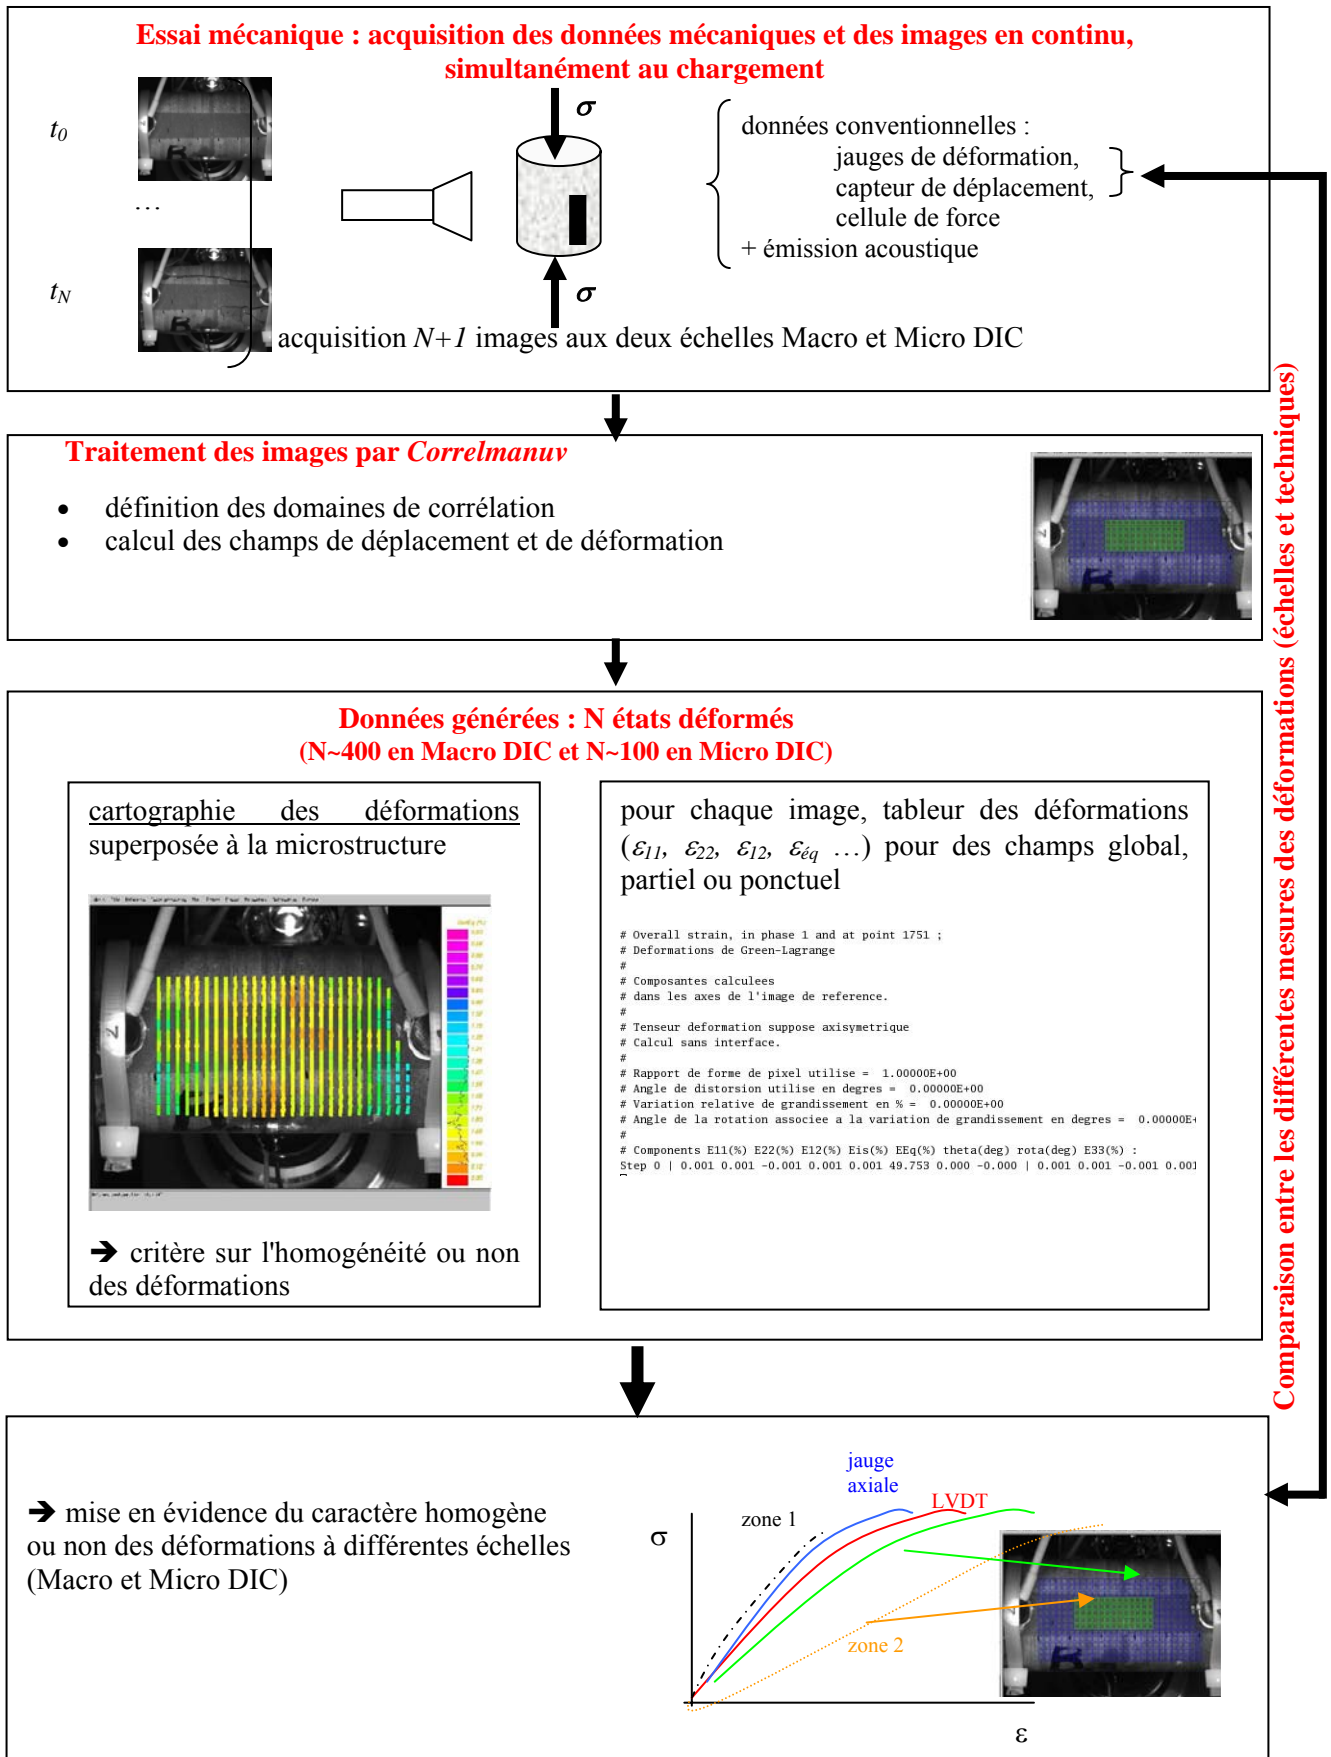 Essai mécanique : acquisition des données mécaniques et des images en continu,
simultanément au chargement
t0
…
tN
σ
σ
données conventionnelles :
jauges de déformation,
capteur de déplacement,
cellule de force
+ émission acoustique
acquisition N+1 images aux deux échelles Macro et Micro DIC
Traitement des images par Correlmanuv
• définition des domaines de corrélation
• calcul des champs de déplacement et de déformation
Données générées : N états déformés
(N~400 en Macro DIC et N~100 en Micro DIC)
cartographie des déformations
superposée à la microstructure
➔ critère sur l'homogénéité ou non
des déformations
pour chaque image, tableur des déformations
(ε11, ε22, ε12, εéq …) pour des champs global,
partiel ou ponctuel
# Overall strain, in phase 1 and at point 1751 ;
# Deformations de Green-Lagrange
#
# Composantes calculees
# dans les axes de l'image de reference.
#
# Tenseur deformation suppose axisymetrique
# Calcul sans interface.
#
# Rapport de forme de pixel utilise = 1.00000E+00
# Angle de distorsion utilise en degres = 0.00000E+00
# Variation relative de grandissement en % = 0.00000E+00
# Angle de la rotation associee a la variation de grandissement en degres = 0.00000E+
#
# Components E11(%) E22(%) E12(%) Eis(%) EEq(%) theta(deg) rota(deg) E33(%) :
Step 0 | 0.001 0.001 -0.001 0.001 0.001 49.753 0.000 -0.000 | 0.001 0.001 -0.001 0.001
Comparaison entre les différentes mesures des déformations (échelles et techniques)
➔ mise en évidence du caractère homogène
ou non des déformations à différentes échelles
(Macro et Micro DIC)
jauge
axiale
LVDT
zone 1
σ
zone 2
ε